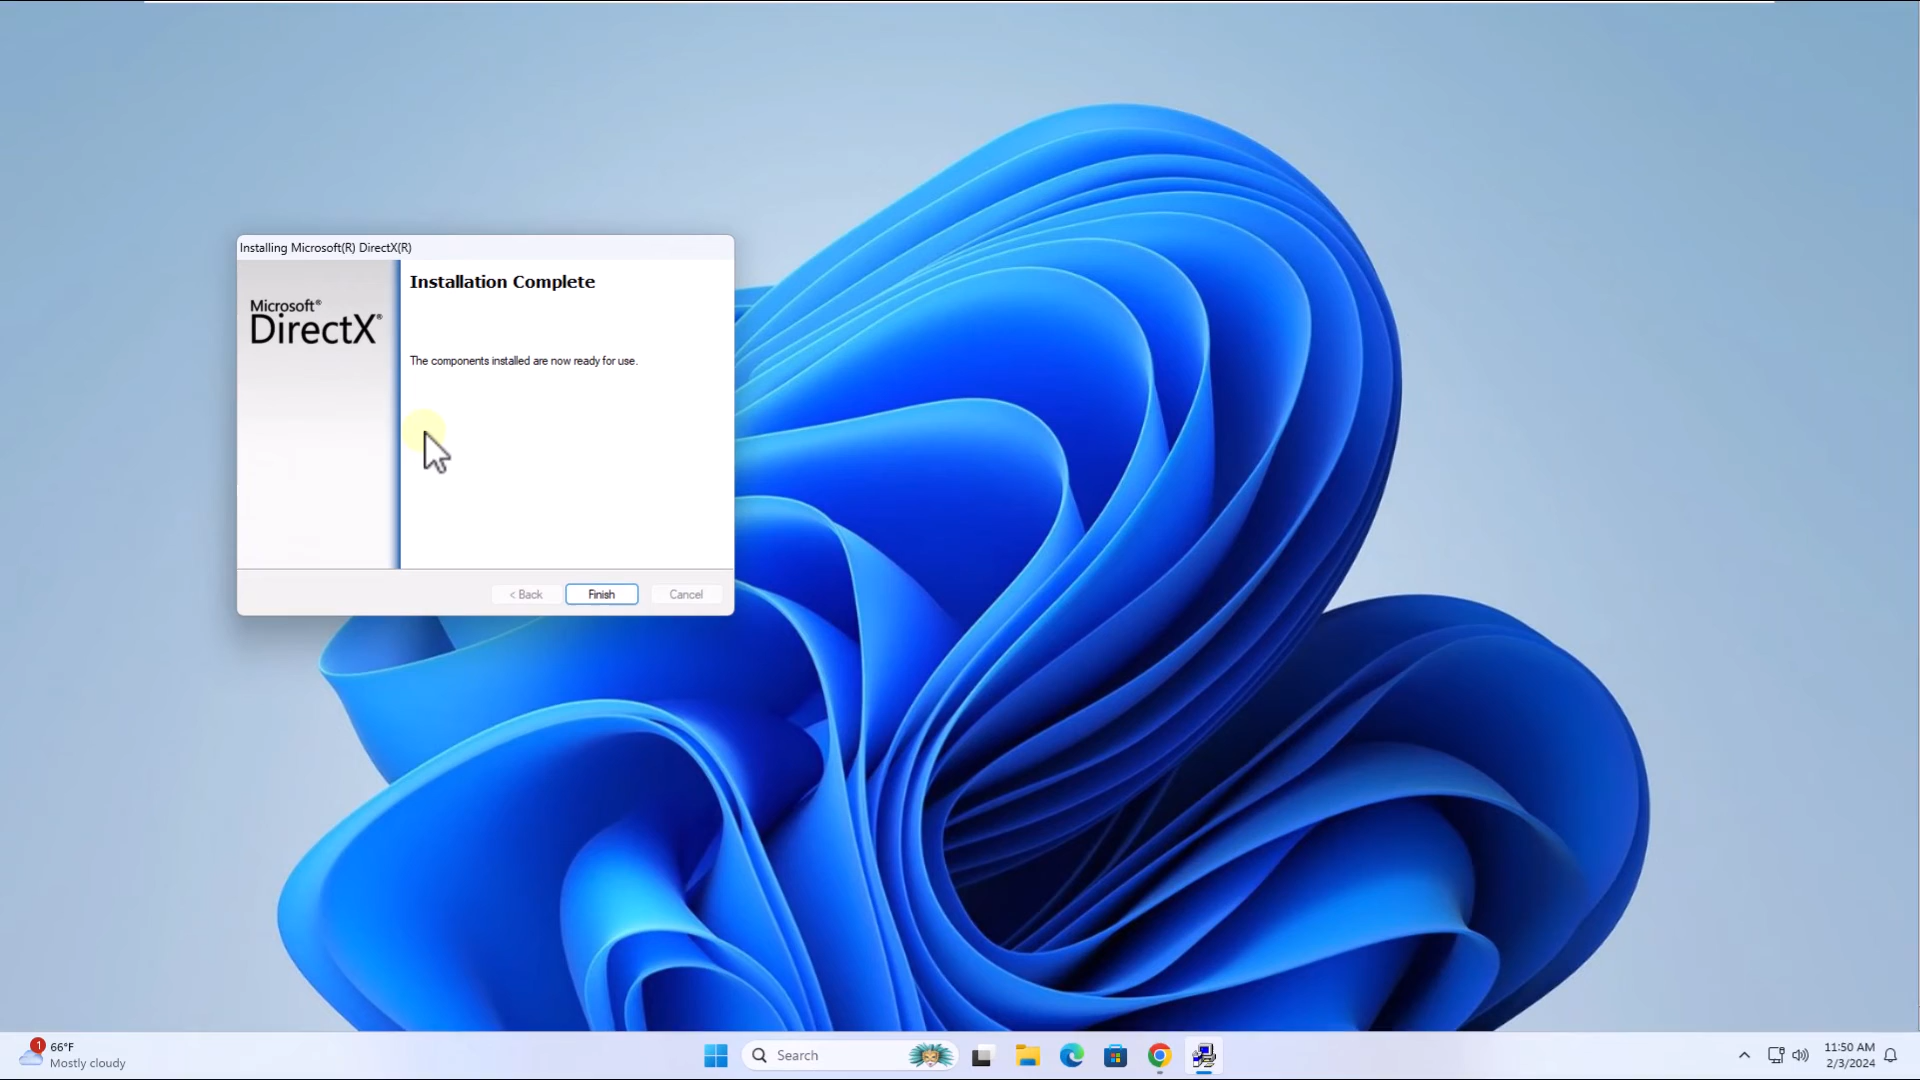 Installing Microsoft(R) DirectX(R)
Installation Complete
Microsoft®
DirectX®
The components installed are now ready for use.
< Back
Finish
Cancel
1
66°F
Mostly cloudy
Search
11:50 AM
2/3/2024